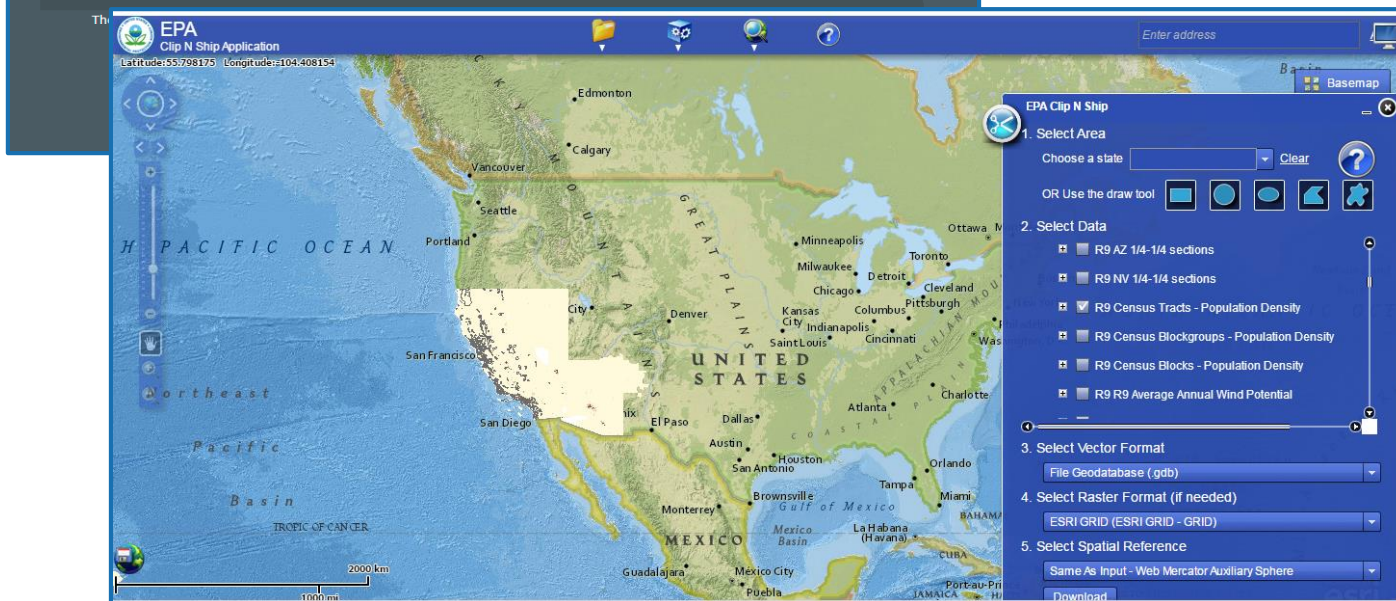 EPA
Clip N Ship Application
Enter address
Latitude:55.798175 Longitude:-104.408154
Basemap
Edmonton
Calgary
Vancouver
Seattle
Portland
PACIFIC OCEAN
GREAT PLAINS
Minneapolis
Ottawa
Toronto
Milwaukee
Detroit
Chicago
Cleveland
Pittsburgh
Columbus
Kansas City
Indianapolis
Cincinnati
Saint Louis
Denver
City
San Francisco
UNITED STATES
APPALACHIAN
Charlotte
Atlanta
Northeast
Pacific
Basin
San Diego
El Paso
Dallas
Austin
COASTAL
Houston
San Antonio
Orlando
Tampa
Miami
Brownsville
Gulf of Mexico
Monterrey
MEXICO
Mexico Basin
La Habana (Havana)
CUBA
TROPIC OF CANCER
Guadalajara
Mexico City
Puebla
JAMAICA
2000 km
1000 mi
EPA Clip N Ship
1. Select Area
Choose a state
Clear
OR Use the draw tool
2. Select Data
R9 AZ 1/4-1/4 sections
R9 NV 1/4-1/4 sections
R9 Census Tracts - Population Density
R9 Census Blockgroups - Population Density
R9 Census Blocks - Population Density
R9 R9 Average Annual Wind Potential
3. Select Vector Format
File Geodatabase (.gdb)
4. Select Raster Format (if needed)
ESRI GRID (ESRI GRID - GRID)
5. Select Spatial Reference
Same As Input - Web Mercator Auxiliary Sphere
Download